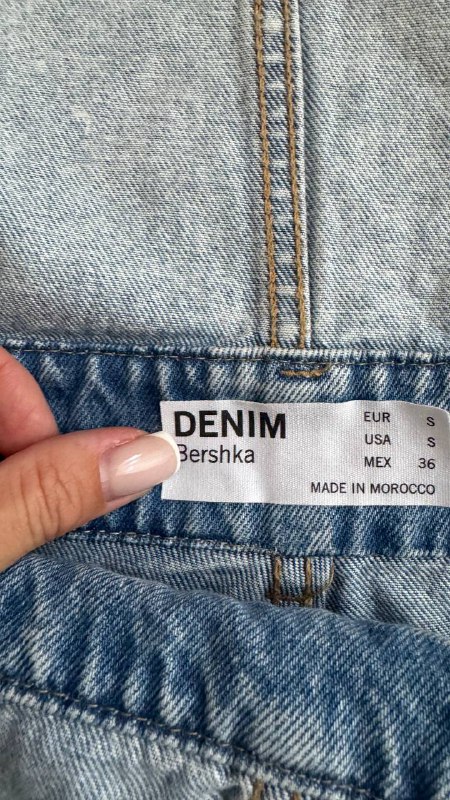 DENIM
Bershka
EUR S
USA S
MEX 36
MADE IN MOROCCO